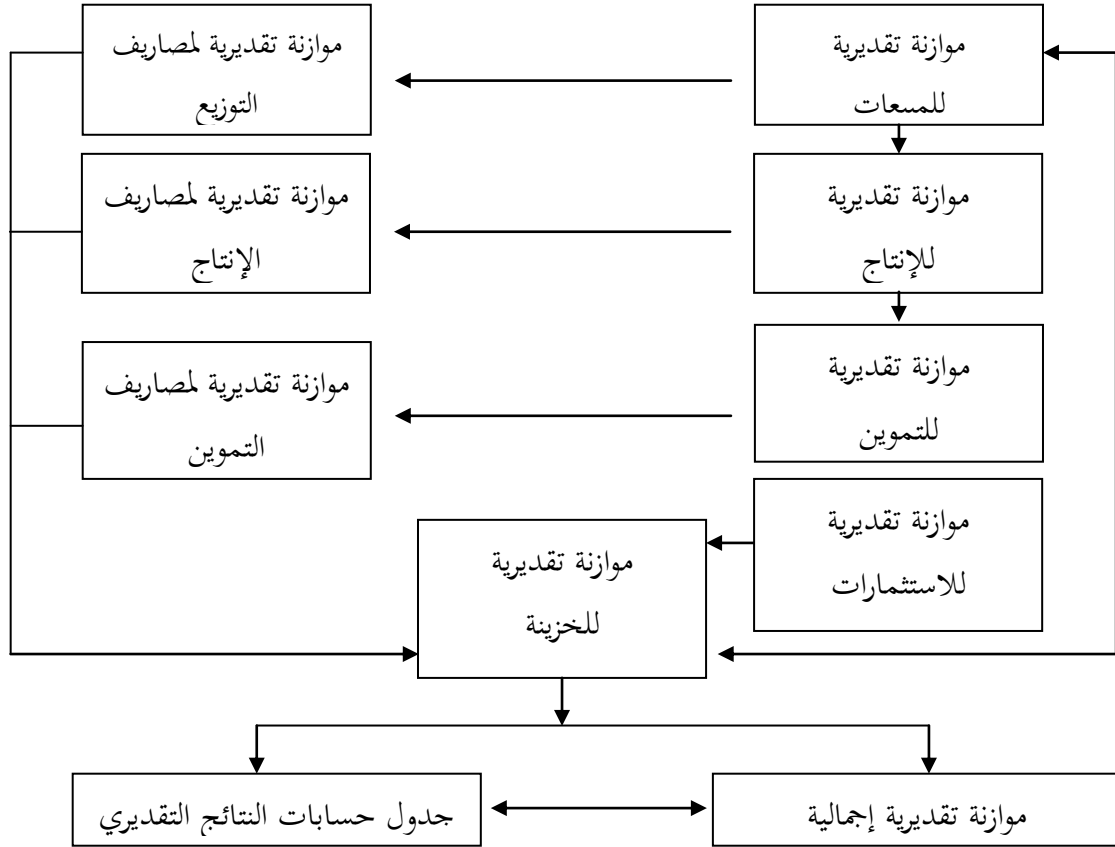 موازنة تقديرية
للمبيعات
موازنة تقديرية لمصاريف
التوزيع
موازنة تقديرية
للإنتاج
موازنة تقديرية لمصاريف
الإنتاج
موازنة تقديرية
للتموين
موازنة تقديرية لمصاريف
التموين
موازنة تقديرية
للاستثمارات
موازنة تقديرية
للخزينة
موازنة تقديرية إجمالية
جدول حسابات النتائج التقديري